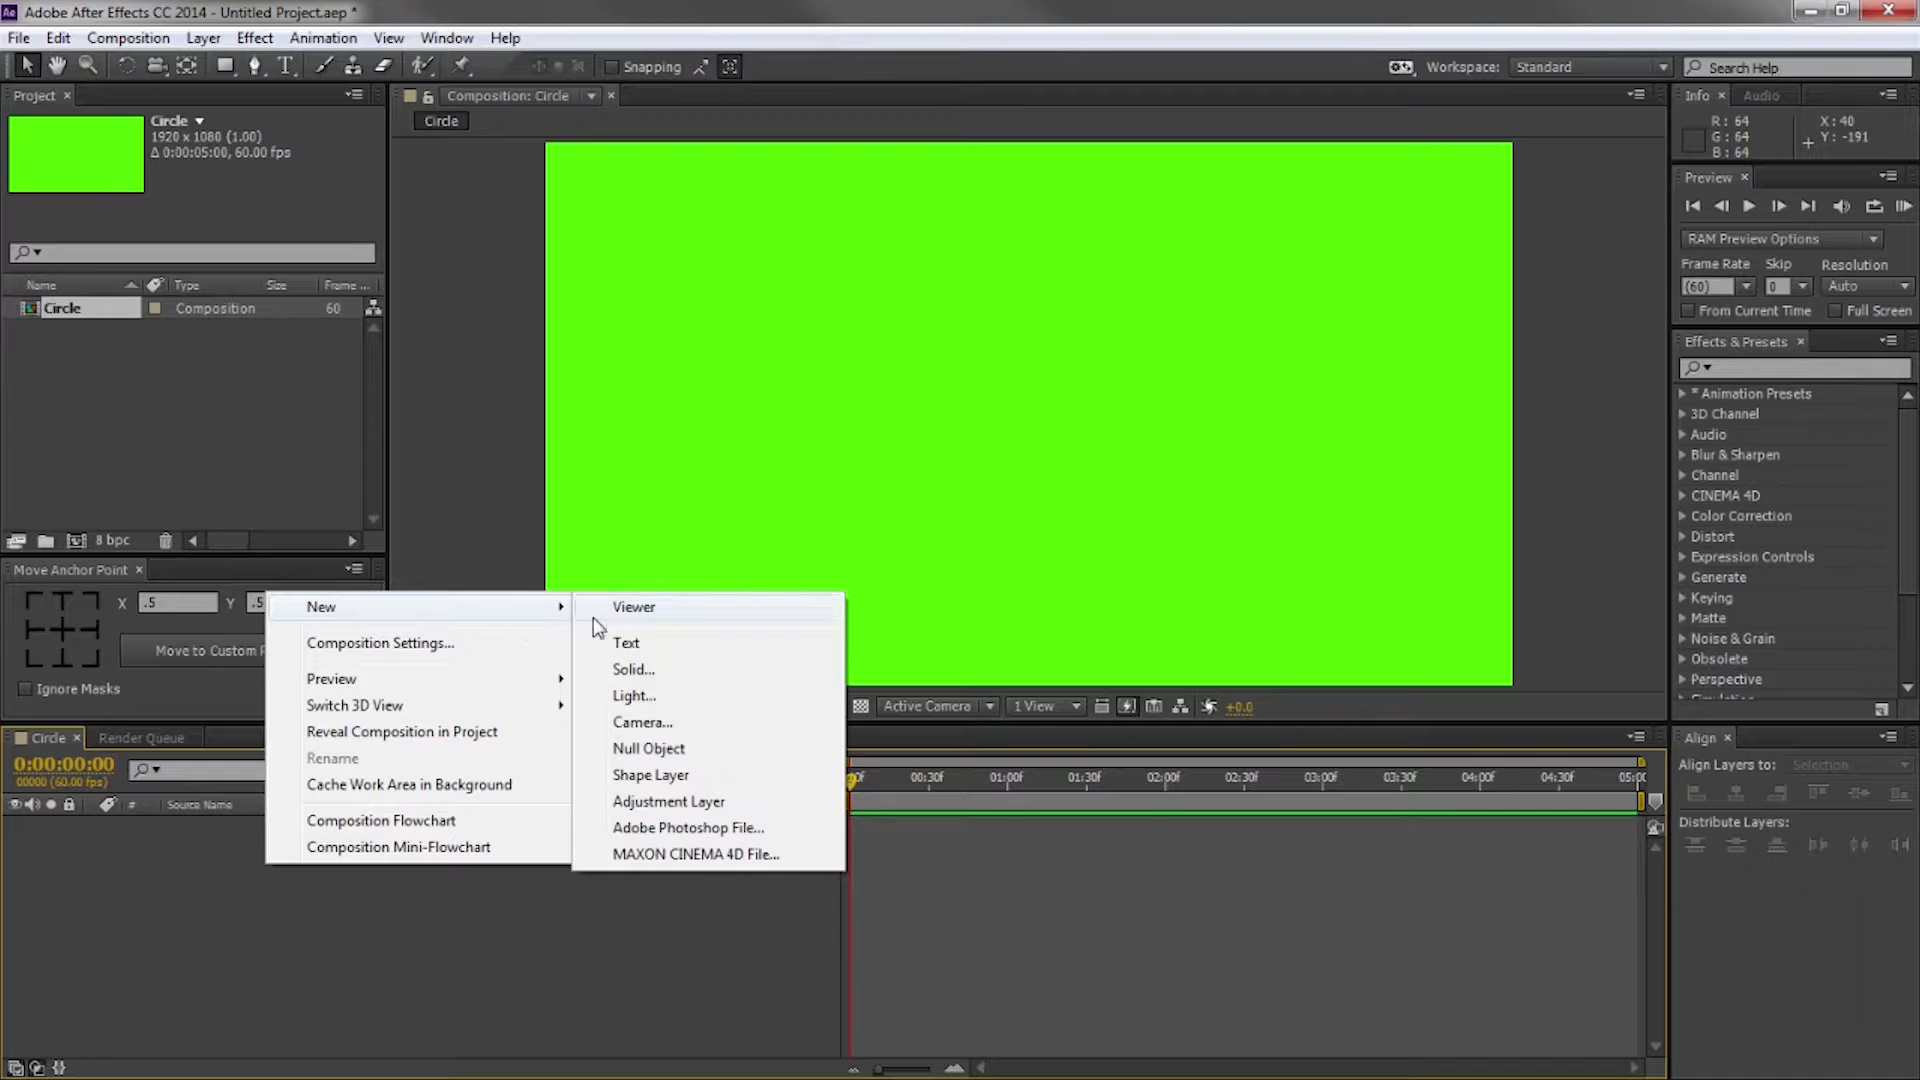 Adobe After Effects CC 2014 - Untitled Project.aep *
File Edit Composition Layer Effect Animation View Window Help
Snapping
Workspace: Standard
Search Help
Project
Circle
1920 x 1080 (1.00)
Δ 0:00:05:00, 60.00 fps
Name Type Size Frame ...
Circle Composition 60
8 bpc
Composition: Circle
Circle
Info Audio
R: 64 X: 40
G: 64 Y: -191
B: 64
Preview
RAM Preview Options
Frame Rate Skip Resolution
(60) 0 Auto
From Current Time Full Screen
Effects & Presets
* Animation Presets
3D Channel
Audio
Blur & Sharpen
Channel
CINEMA 4D
Color Correction
Distort
Expression Controls
Generate
Keying
Matte
Noise & Grain
Obsolete
Perspective
Move Anchor Point
X .5 Y .5
Move to Custom P
Ignore Masks
New
Composition Settings...
Preview
Switch 3D View
Reveal Composition in Project
Rename
Cache Work Area in Background
Composition Flowchart
Composition Mini-Flowchart
Viewer
Text
Solid...
Light...
Camera...
Null Object
Shape Layer
Adjustment Layer
Adobe Photoshop File...
MAXON CINEMA 4D File...
Active Camera 1 View +0.0
Circle Render Queue
0:00:00:00
00000 (60.00 fps)
# Source Name
00:30f 01:00f 01:30f 02:00f 02:30f 03:00f 03:30f 04:00f 04:30f 05:00
Align
Align Layers to: Selection
Distribute Layers: